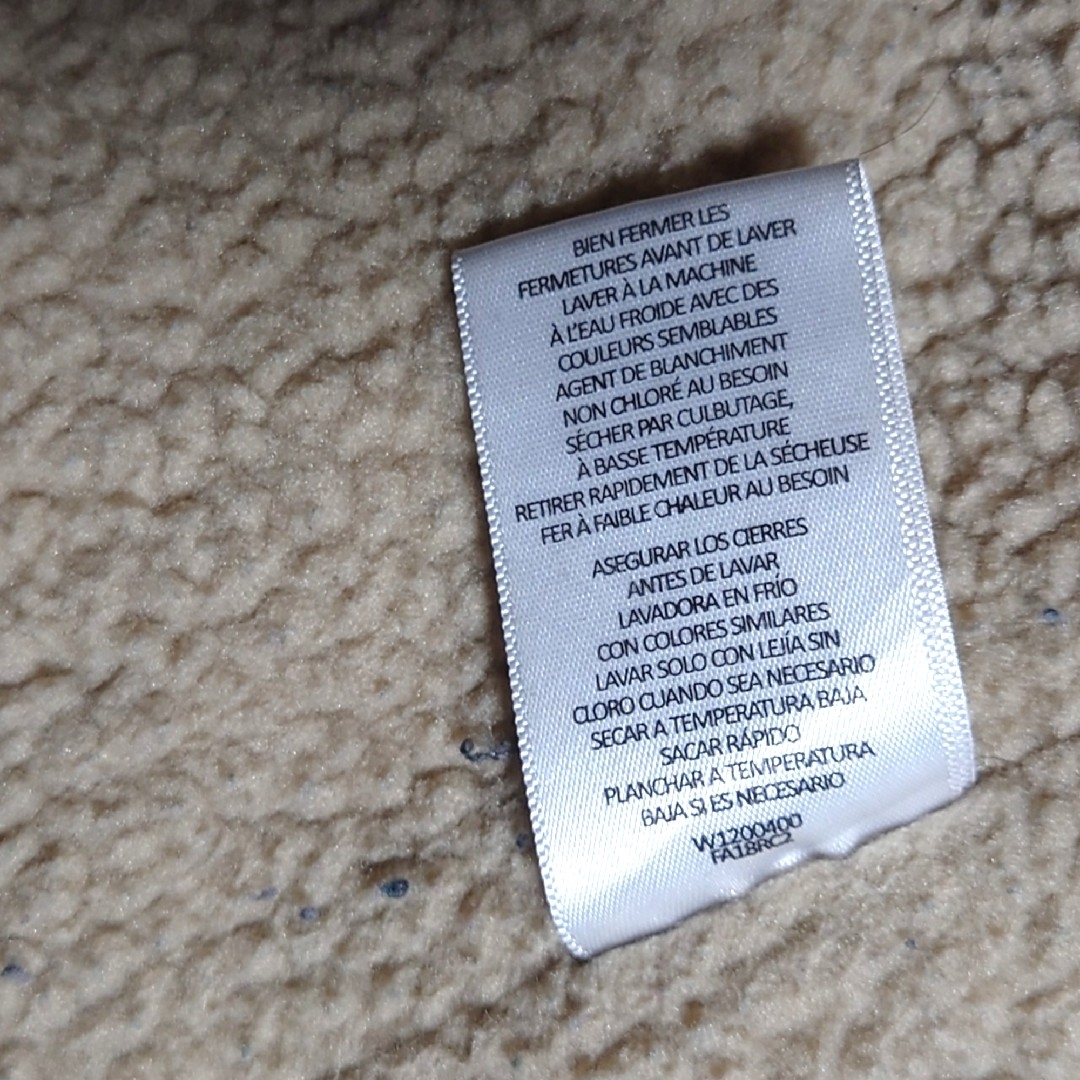 BIEN FERMER LES
FERMETURES AVANT DE LAVER
LAVER À LA MACHINE
À L'EAU FROIDE AVEC DES
COULEURS SEMBLABLES
AGENT DE BLANCHIMENT
NON CHLORÉ AU BESOIN
SÉCHER PAR CULBUTAGE,
À BASSE TEMPÉRATURE
RETIRER RAPIDEMENT DE LA SÉCHEUSE
FER À FAIBLE CHALEUR AU BESOIN
ASEGURAR LOS CIERRES
ANTES DE LAVAR
LAVADORA EN FRÍO
CON COLORES SIMILARES
LAVAR SOLO CON LEJÍA SIN
CLORO CUANDO SEA NECESARIO
SECAR A TEMPERATURA BAJA
SACAR RÁPIDO
PLANCHAR A TEMPERATURA
BAJA SI ES NECESARIO
W1200400
FA18RC2